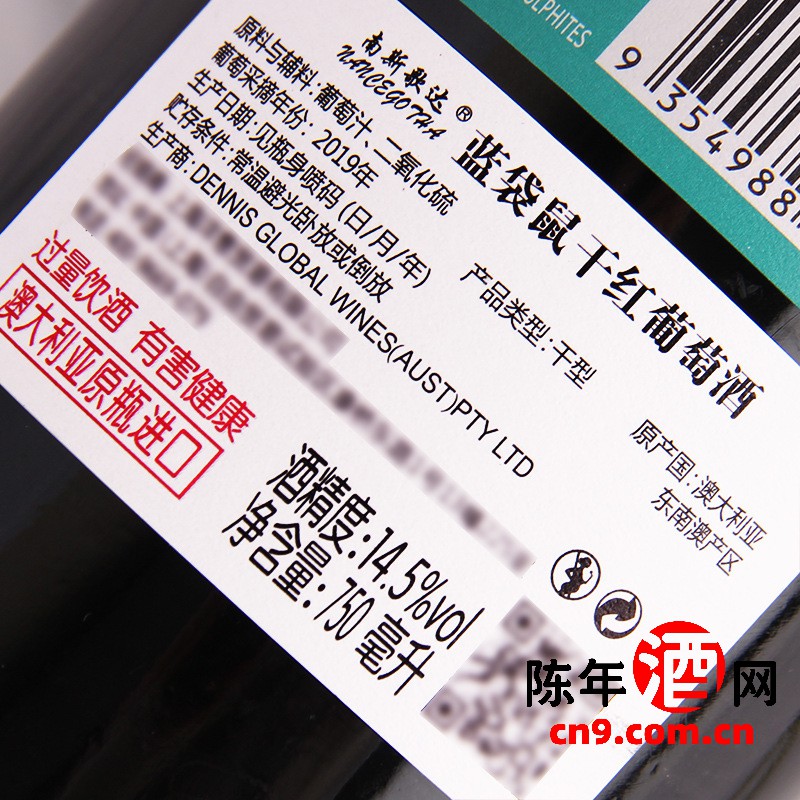 LPHITES
9 354988
南斯歌达®
NANCEGOTHA
蓝袋鼠干红葡萄酒
原料与辅料:葡萄汁、二氧化硫
葡萄采摘年份:2019年
生产日期:见瓶身喷码(日/月/年)
贮存条件:常温避光卧放或倒放
生产商:DENNIS GLOBAL WINES(AUST)PTY LTD
产品类型:干型
原产国:澳大利亚
东南澳产区
过量饮酒 有害健康
澳大利亚原瓶进口
酒精度:14.5%vol
净含量:750毫升
陈年酒网
cn9.com.cn